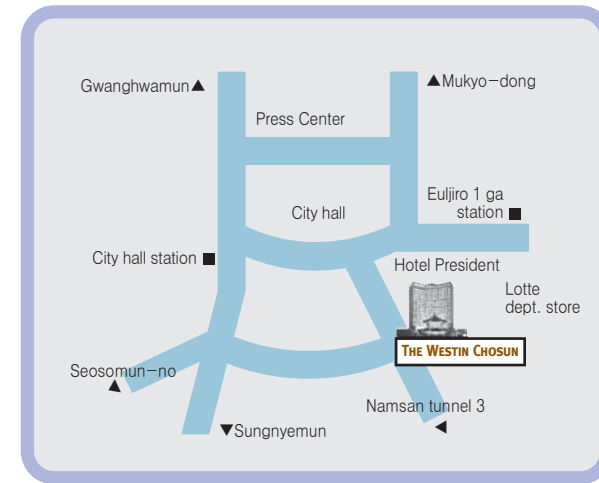 Gwanghwamun▲
▲Mukyo-dong
Press Center
Euljiro 1 ga
station ■
City hall
City hall station ■
Hotel President
Lotte
dept. store
THE WESTIN CHOSUN
Seosomun-no
▲
Namsan tunnel 3
◀
▼Sungnyemun